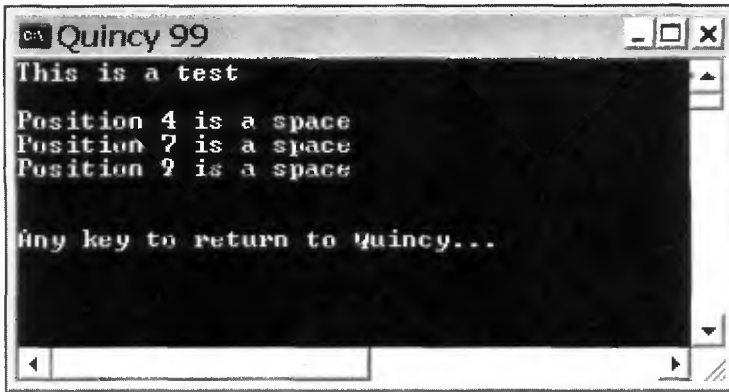 Quincy 99
This is a test
Position 4 is a space
Position 7 is a space
Position 9 is a space
Any key to return to Quincy...